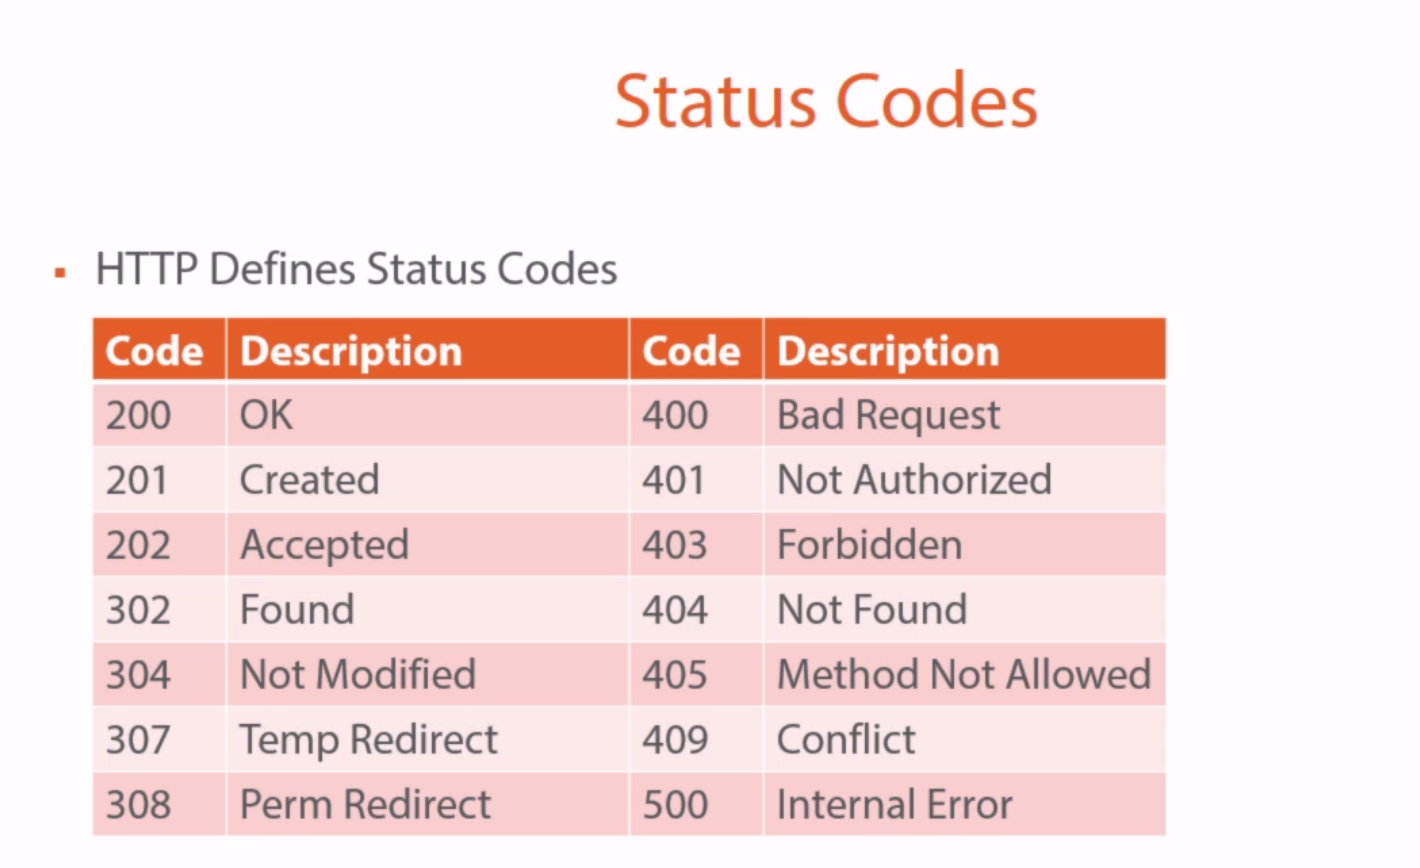 Status Codes
HTTP Defines Status Codes
Code Description Code Description
200 OK 400 Bad Request
201 Created 401 Not Authorized
202 Accepted 403 Forbidden
302 Found 404 Not Found
304 Not Modified 405 Method Not Allowed
307 Temp Redirect 409 Conflict
308 Perm Redirect 500 Internal Error